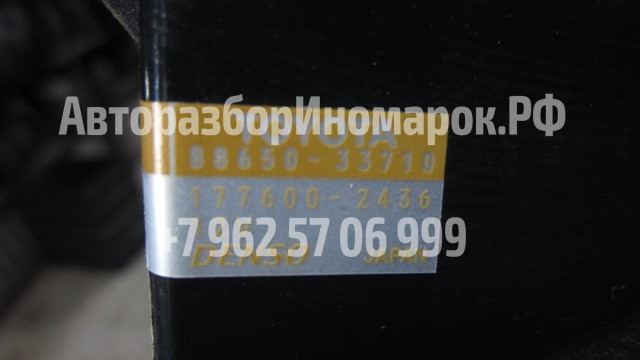 АвторазборИномарок.РФ
TOYOTA
88650-33710
177600-2436
+7 962 57 06 999
DENSO JAPAN